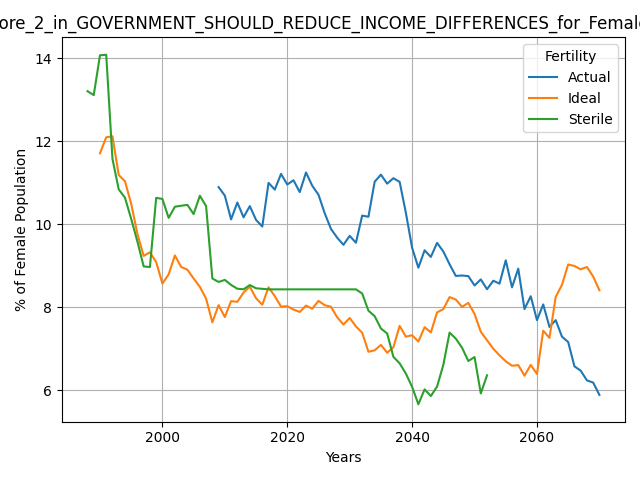 ore_2_in_GOVERNMENT_SHOULD_REDUCE_INCOME_DIFFERENCES_for_Female
Fertility
Actual
Ideal
Sterile
14
12
10
8
6
% of Female Population
2000
2020
2040
2060
Years